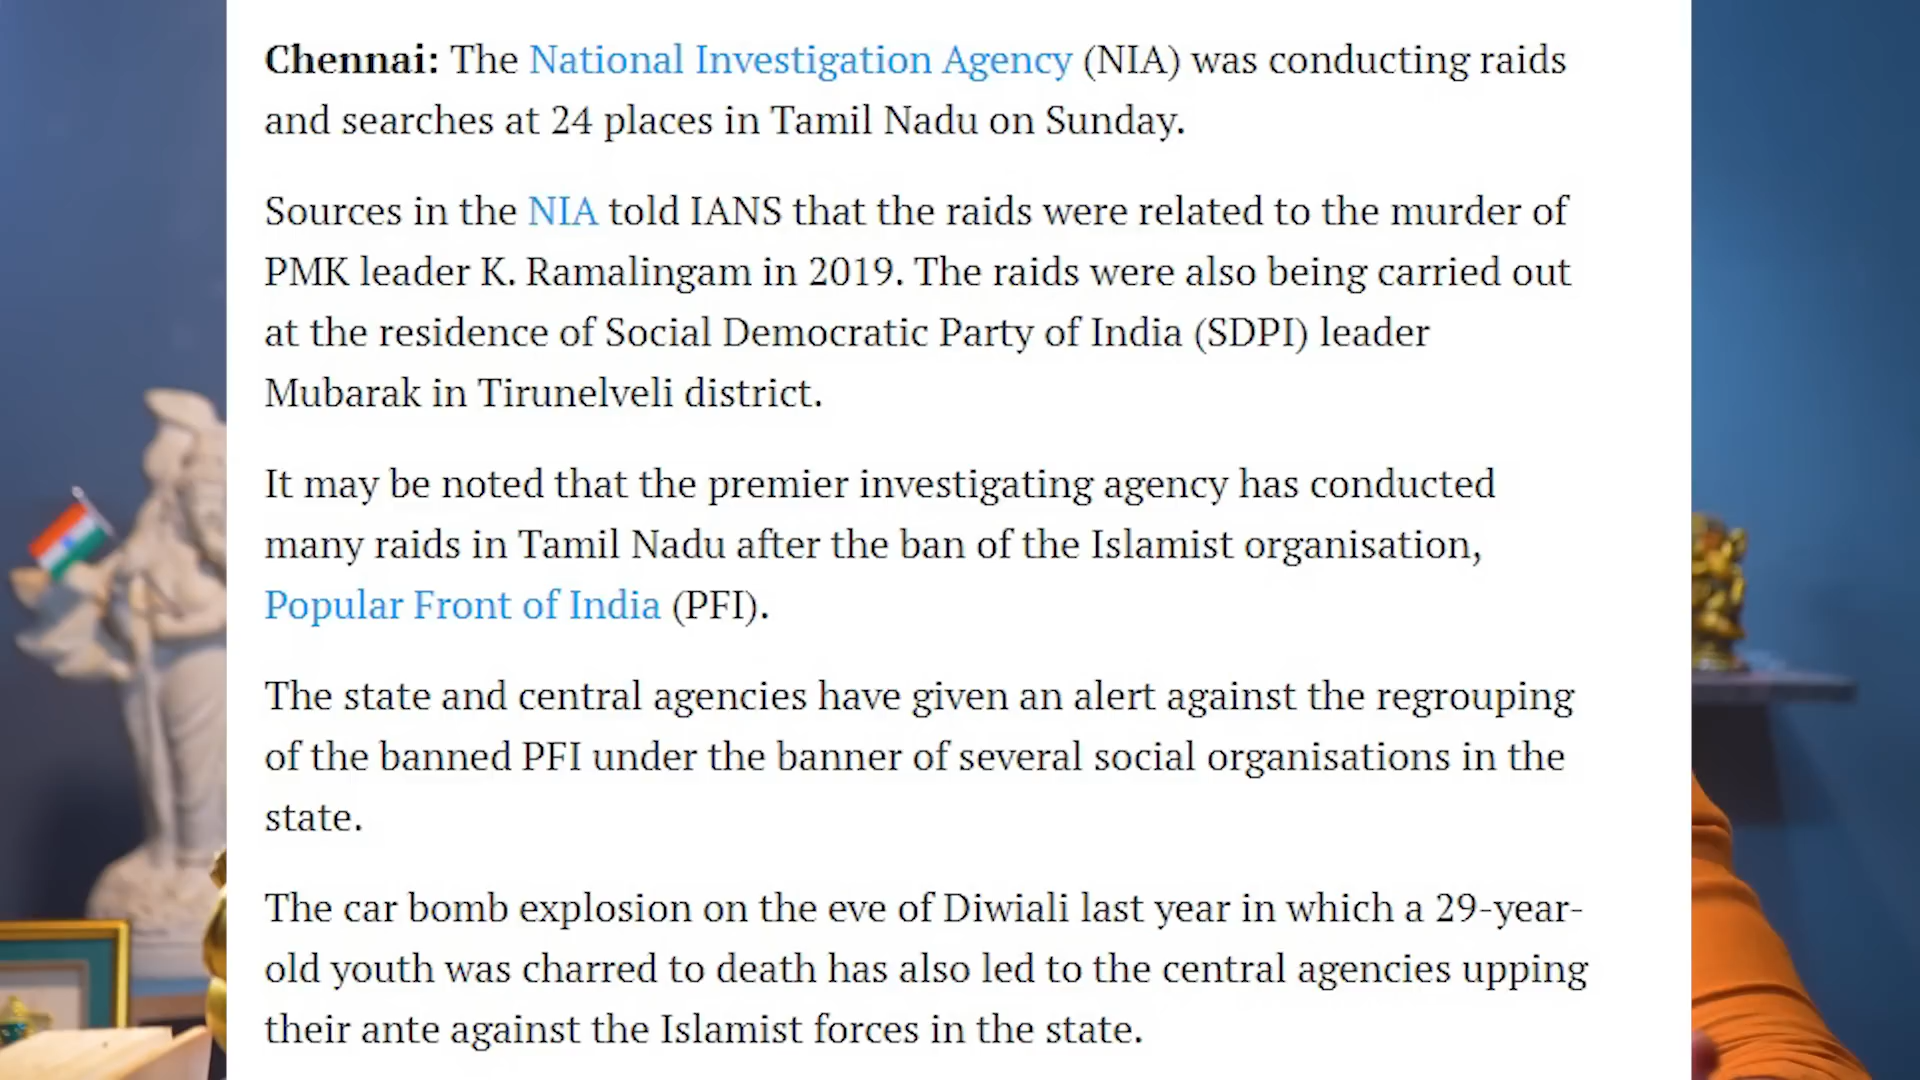 Chennai: The National Investigation Agency (NIA) was conducting raids
and searches at 24 places in Tamil Nadu on Sunday.
Sources in the NIA told IANS that the raids were related to the murder of
PMK leader K. Ramalingam in 2019. The raids were also being carried out
at the residence of Social Democratic Party of India (SDPI) leader
Mubarak in Tirunelveli district.
It may be noted that the premier investigating agency has conducted
many raids in Tamil Nadu after the ban of the Islamist organisation,
Popular Front of India (PFI).
The state and central agencies have given an alert against the regrouping
of the banned PFI under the banner of several social organisations in the
state.
The car bomb explosion on the eve of Diwiali last year in which a 29-year-
old youth was charred to death has also led to the central agencies upping
their ante against the Islamist forces in the state.